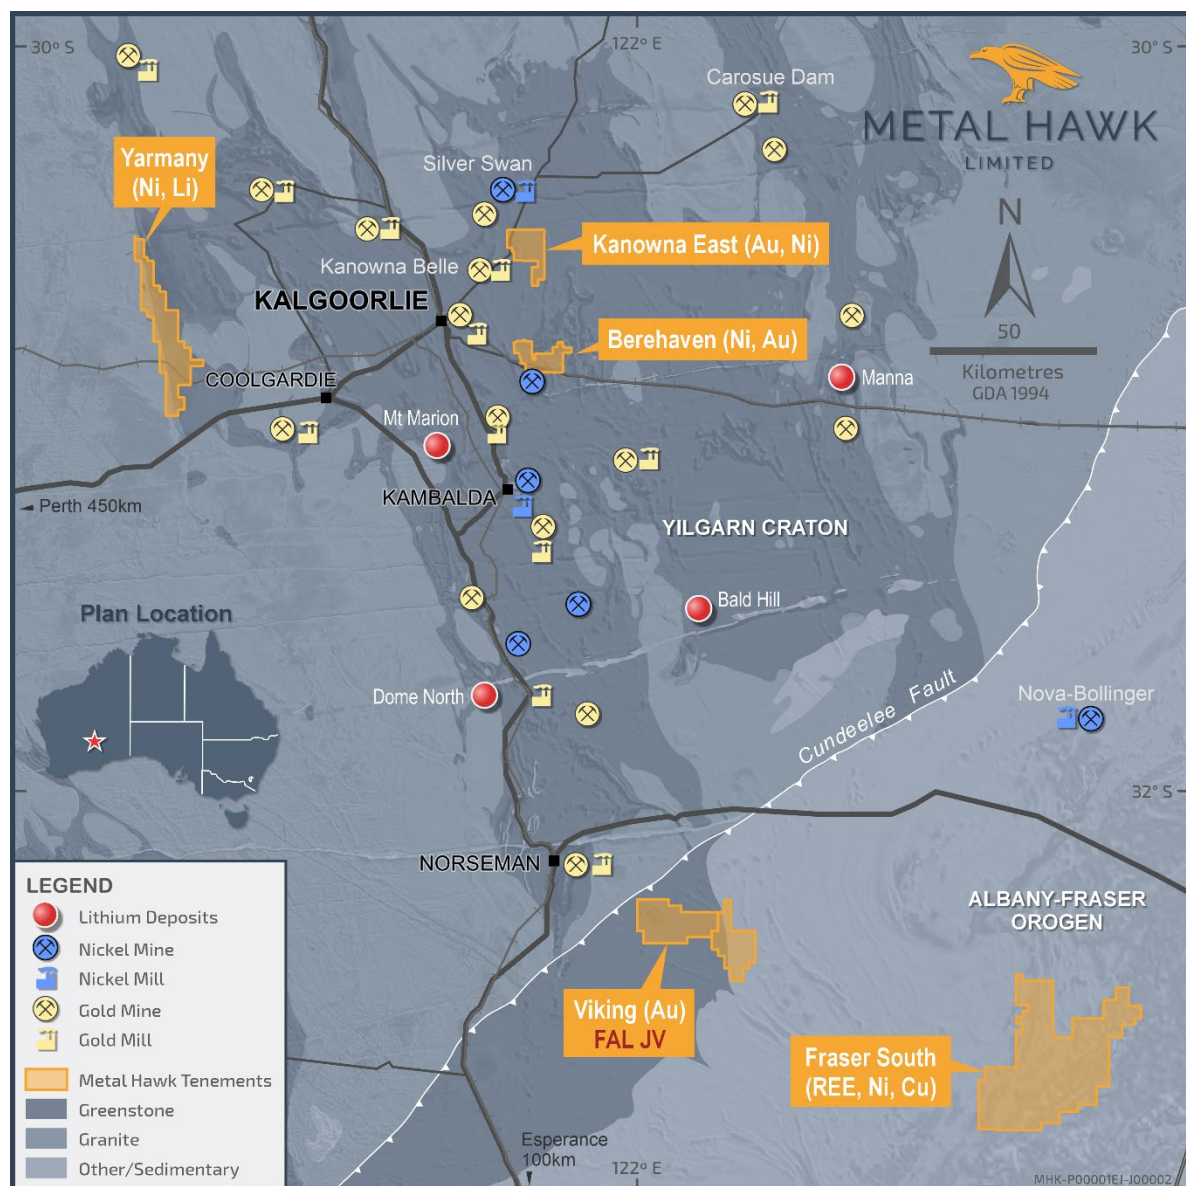 30° S
122° E
30° S
Carosue Dam
METAL HAWK
LIMITED
Yarmany
(Ni, Li)
Silver Swan
N
Kanowna East (Au, Ni)
Kanowna Belle
KALGOORLIE
50
Kilometres
GDA 1994
Berehaven (Ni, Au)
COOLGARDIE
Manna
Mt Marion
KAMBALDA
Perth 450km
YILGARN CRATON
Bald Hill
Plan Location
Dome North
Cundeelee Fault
Nova-Bollinger
32° S
NORSEMAN
ALBANY-FRASER
OROGEN
LEGEND
Lithium Deposits
Nickel Mine
Nickel Mill
Gold Mine
Gold Mill
Metal Hawk Tenements
Greenstone
Granite
Other/Sedimentary
Viking (Au)
FAL JV
Fraser South
(REE, Ni, Cu)
Esperance
100km
122° E
MHK-P00001EJ-J00002